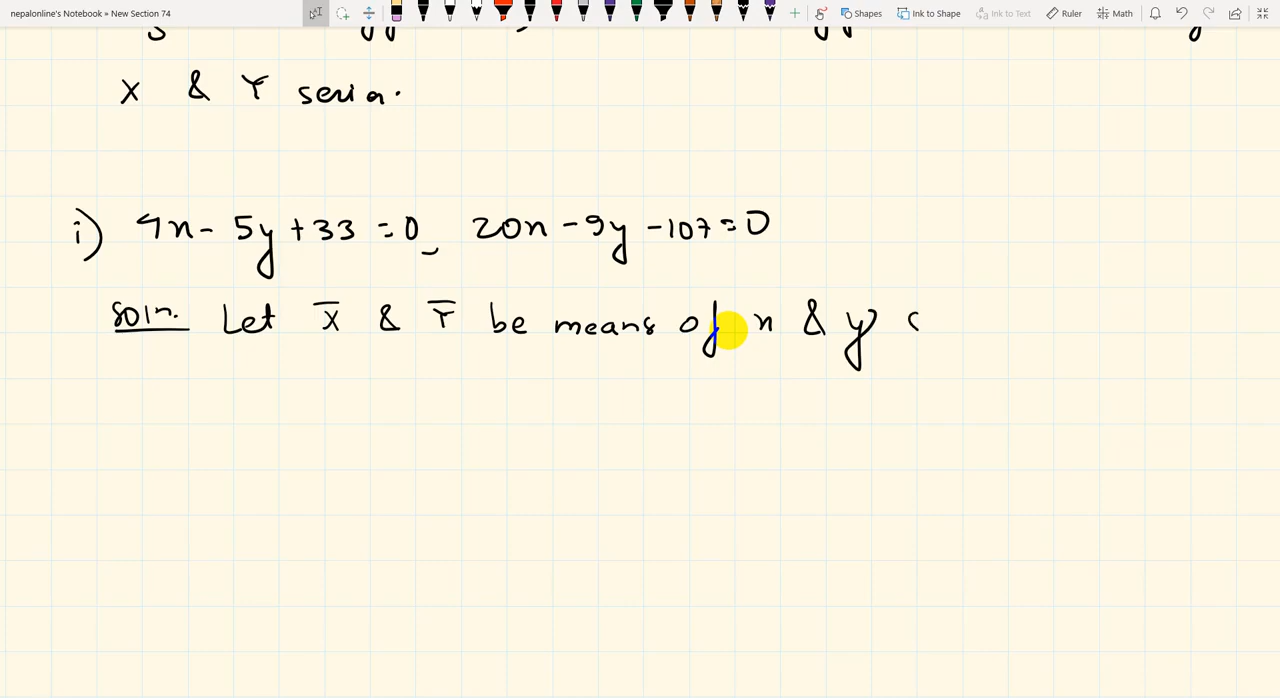 nepalonline's Notebook » New Section 74
Shapes Ink to Shape Ink to Text Ruler Math
X & Y series.
i) 4x - 5y + 33 = 0, 20x - 9y - 107 = 0
Soln. Let X̅ & Y̅ be means of x & y